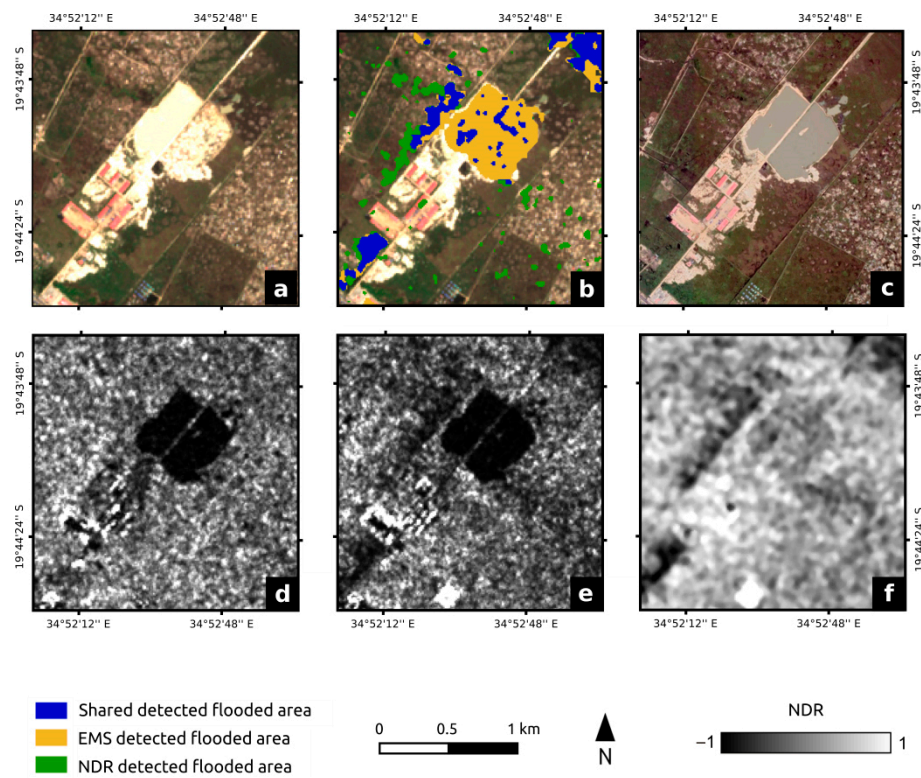 34°52'12'' E 34°52'48'' E 34°52'12'' E 34°52'48'' E 34°52'12'' E 34°52'48'' E
19°43'48'' S 19°43'48'' S
19°44'24'' S 19°44'24'' S
a b c
19°43'48'' S 19°43'48'' S
19°44'24'' S 19°44'24'' S
d e f
34°52'12'' E 34°52'48'' E 34°52'12'' E 34°52'48'' E 34°52'12'' E 34°52'48'' E
Shared detected flooded area
EMS detected flooded area
NDR detected flooded area
0 0.5 1 km
N
NDR
−1 1